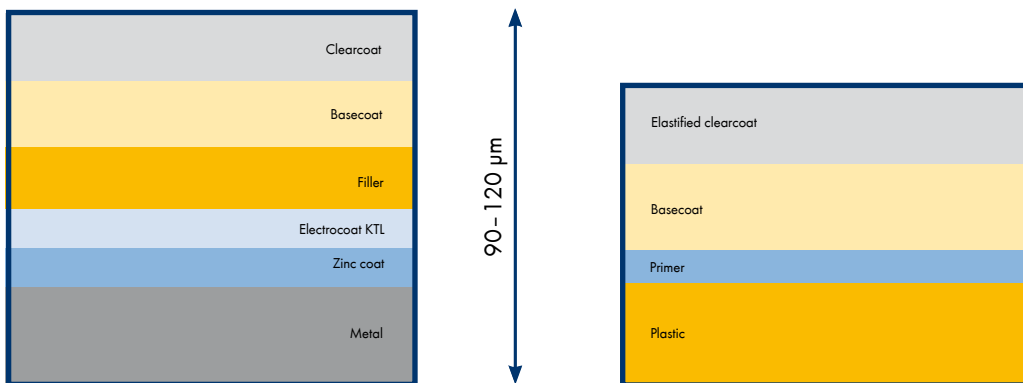 Clearcoat
Basecoat
Filler
Electrocoat KTL
Zinc coat
Metal
90–120 µm
Elastified clearcoat
Basecoat
Primer
Plastic